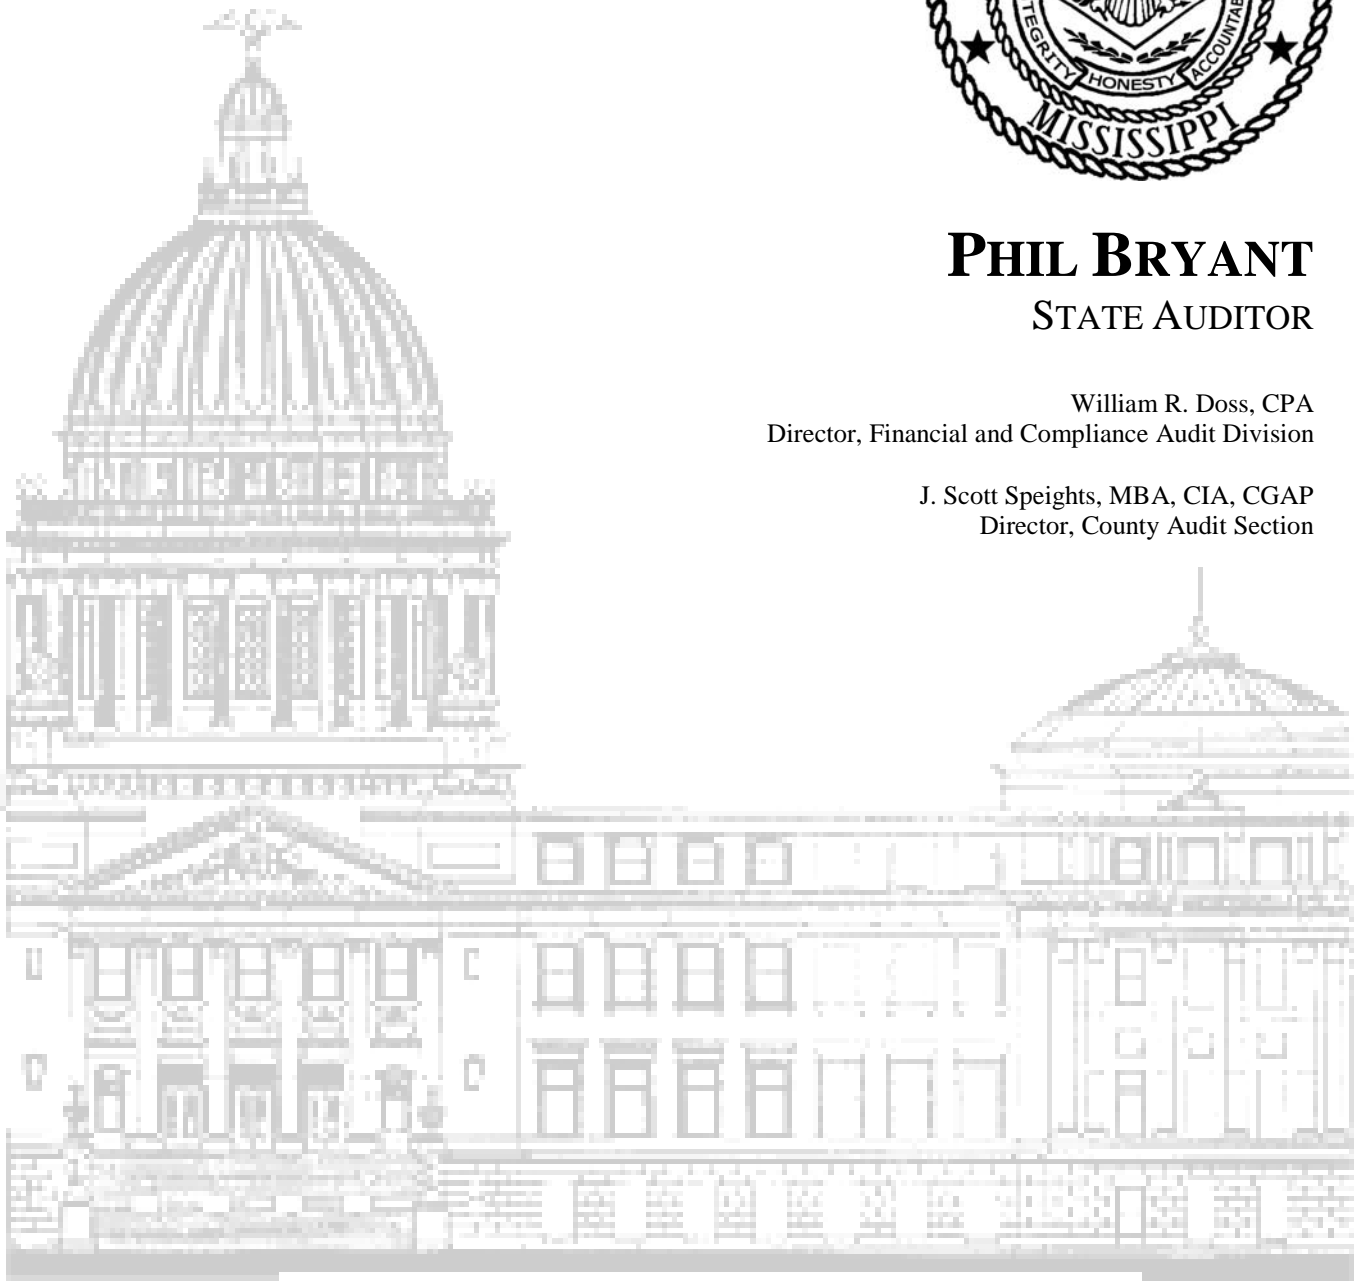 INTEGRITY
HONESTY
MISSISSIPPI
PHIL BRYANT
STATE AUDITOR
William R. Doss, CPA
Director, Financial and Compliance Audit Division
J. Scott Speights, MBA, CIA, CGAP
Director, County Audit Section